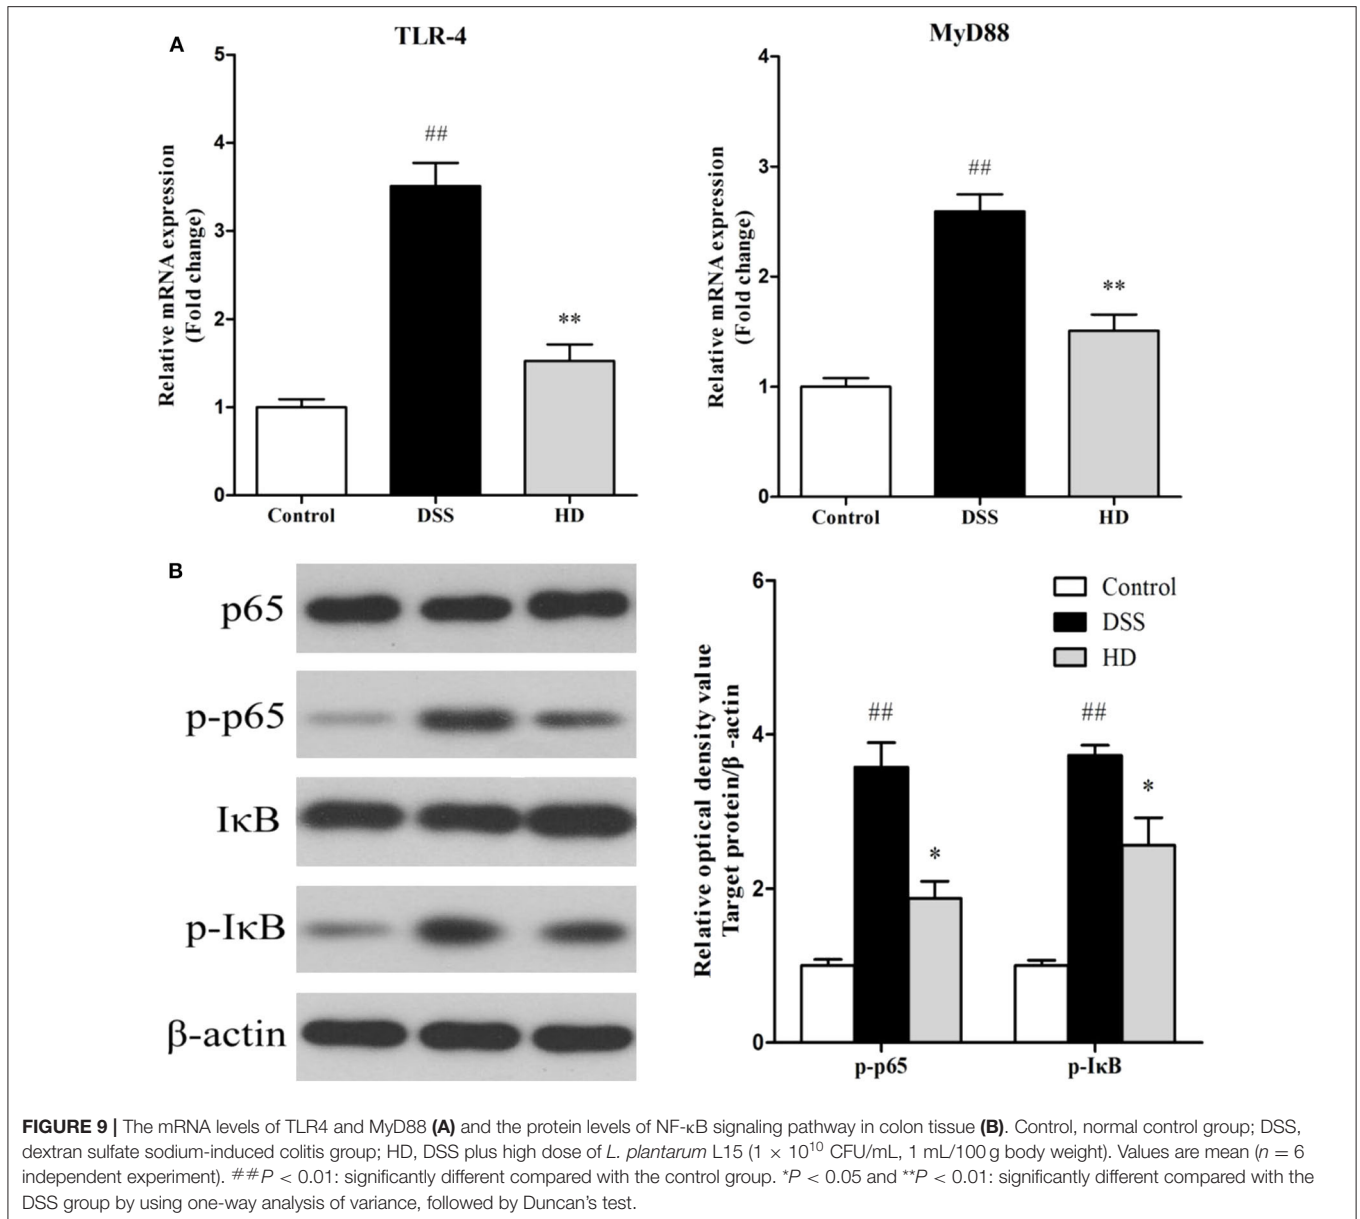 A
TLR-4
Relative mRNA expression
(Fold change)
5
4
3
2
1
0
##
**
Control DSS HD
MyD88
Relative mRNA expression
(Fold change)
4
3
2
1
0
##
**
Control DSS HD
B
p65
p-p65
IκB
p-IκB
β-actin
Relative optical density value
Target protein/β -actin
6
4
2
0
Control
DSS
HD
##
*
##
*
p-p65 p-IκB
FIGURE 9 | The mRNA levels of TLR4 and MyD88 (A) and the protein levels of NF-κB signaling pathway in colon tissue (B). Control, normal control group; DSS,
dextran sulfate sodium-induced colitis group; HD, DSS plus high dose of L. plantarum L15 (1 × 10¹⁰ CFU/mL, 1 mL/100 g body weight). Values are mean (n = 6
independent experiment). ##P < 0.01: significantly different compared with the control group. *P < 0.05 and **P < 0.01: significantly different compared with the
DSS group by using one-way analysis of variance, followed by Duncan's test.